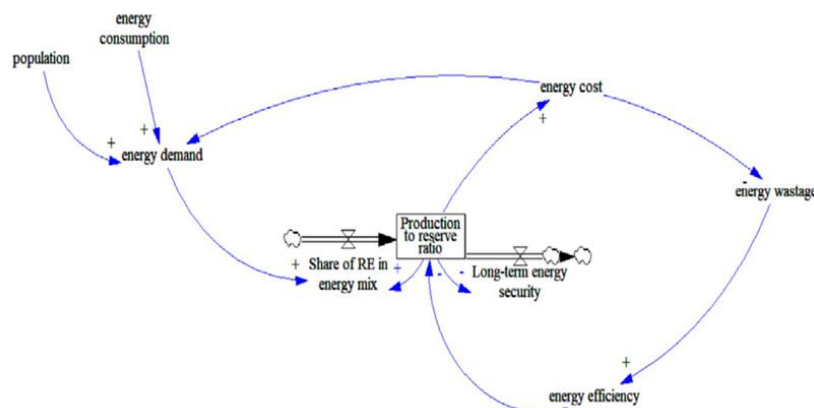 energy
consumption
population
energy cost
+
+
+
energy demand
-
energy wastage
Production
to reserve
ratio
+
Share of RE in
energy mix
+
-
-
Long-term energy
security
+
energy efficiency